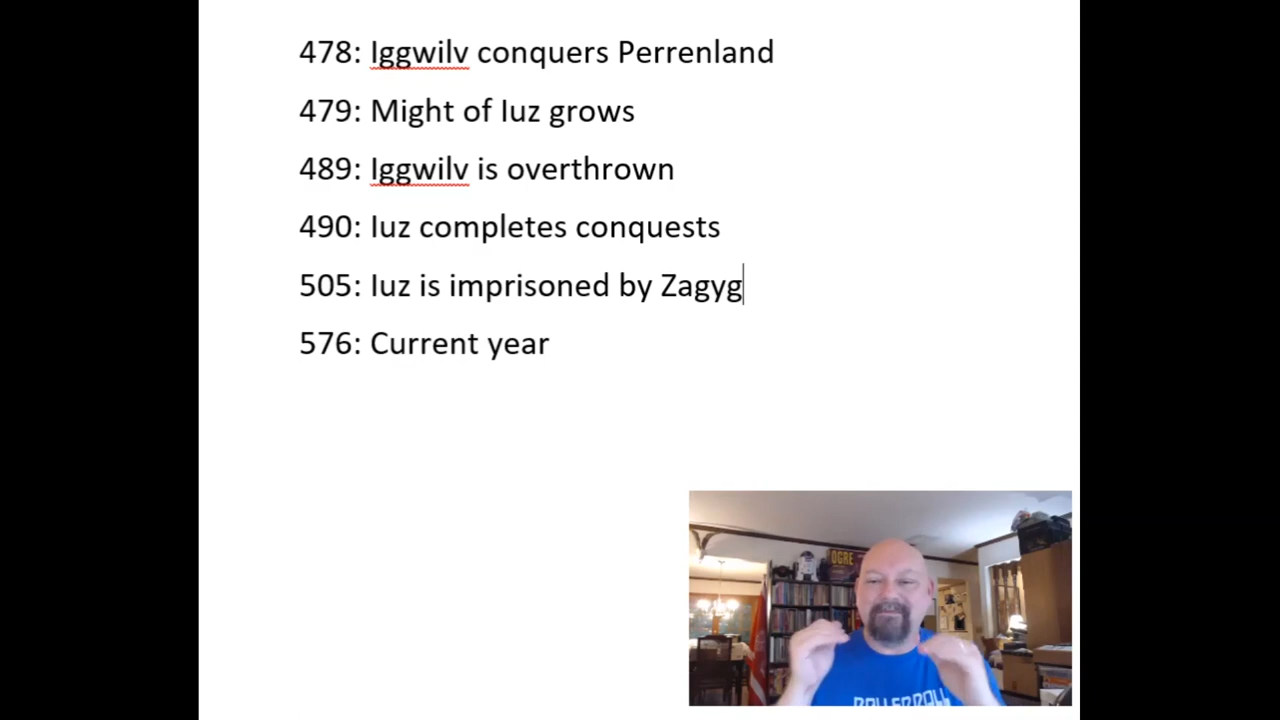 478: Iggwilv conquers Perrenland
479: Might of Iuz grows
489: Iggwilv is overthrown
490: Iuz completes conquests
505: Iuz is imprisoned by Zagyg
576: Current year
OGRE